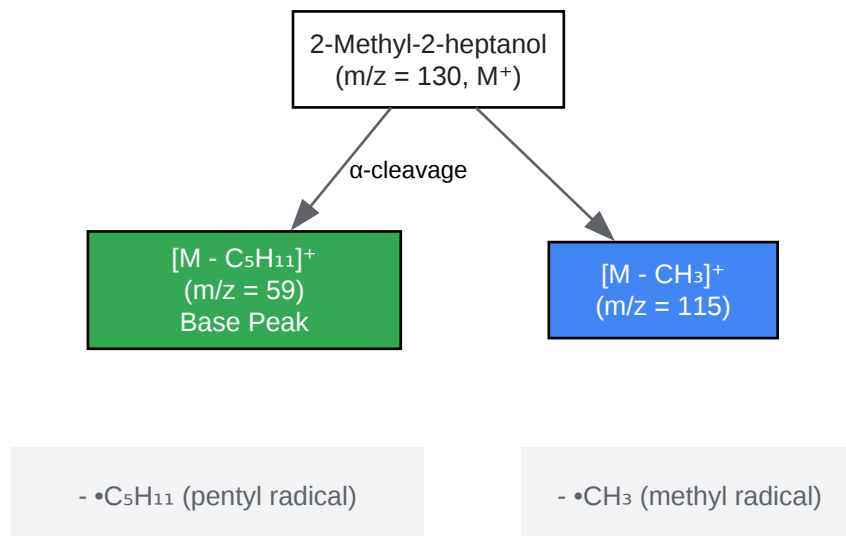 2-Methyl-2-heptanol
(m/z = 130, M⁺)
α-cleavage
[M - C₅H₁₁]⁺
(m/z = 59)
Base Peak
[M - CH₃]⁺
(m/z = 115)
- •C₅H₁₁ (pentyl radical)
- •CH₃ (methyl radical)